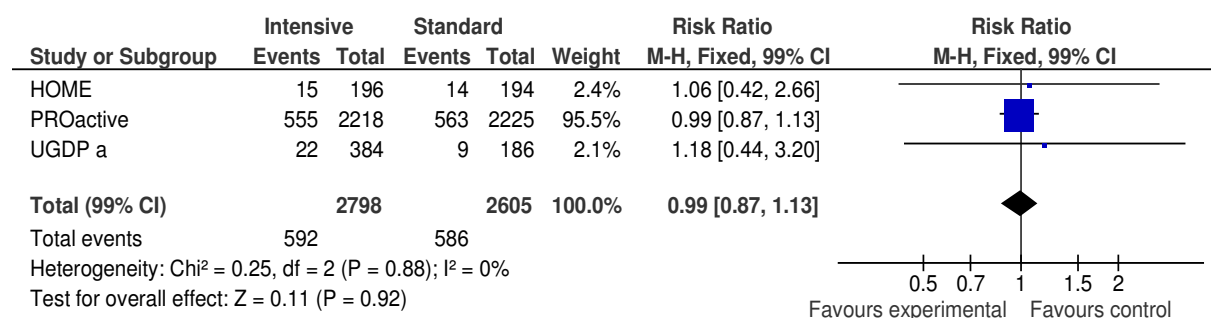 Intensive Standard Risk Ratio Risk Ratio
Study or Subgroup Events Total Events Total Weight M-H, Fixed, 99% CI M-H, Fixed, 99% CI
HOME 15 196 14 194 2.4% 1.06 [0.42, 2.66]
PROactive 555 2218 563 2225 95.5% 0.99 [0.87, 1.13]
UGDP a 22 384 9 186 2.1% 1.18 [0.44, 3.20]
Total (99% CI) 2798 2605 100.0% 0.99 [0.87, 1.13]
Total events 592 586
Heterogeneity: Chi² = 0.25, df = 2 (P = 0.88); I² = 0%
Test for overall effect: Z = 0.11 (P = 0.92)
0.5 0.7 1 1.5 2
Favours experimental Favours control